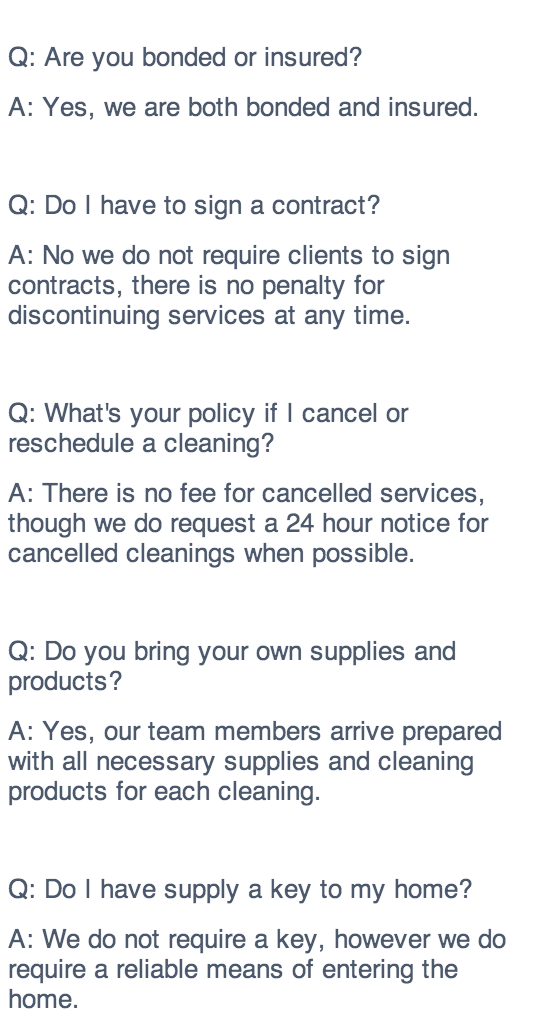 Q: Are you bonded or insured?
A: Yes, we are both bonded and insured.
Q: Do I have to sign a contract?
A: No we do not require clients to sign
contracts, there is no penalty for
discontinuing services at any time.
Q: What's your policy if I cancel or
reschedule a cleaning?
A: There is no fee for cancelled services,
though we do request a 24 hour notice for
cancelled cleanings when possible.
Q: Do you bring your own supplies and
products?
A: Yes, our team members arrive prepared
with all necessary supplies and cleaning
products for each cleaning.
Q: Do I have supply a key to my home?
A: We do not require a key, however we do
require a reliable means of entering the
home.